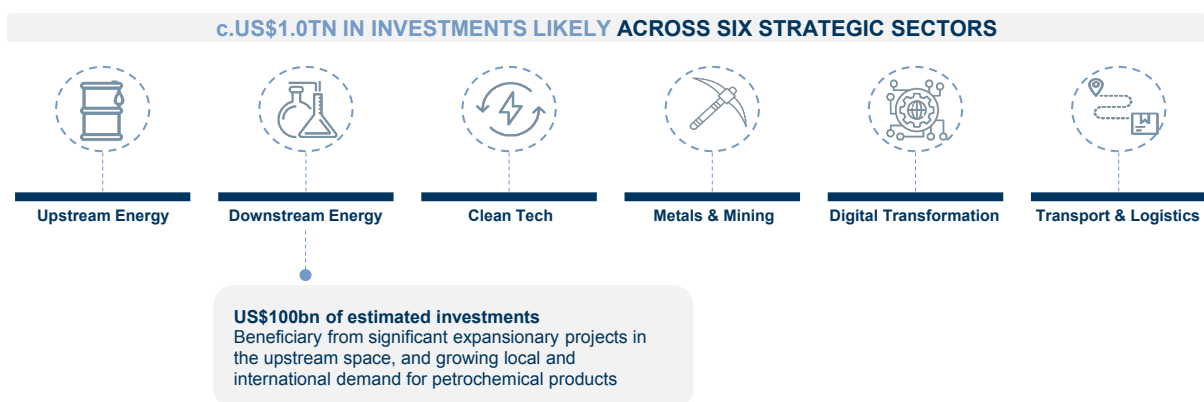 c.US$1.0TN IN INVESTMENTS LIKELY ACROSS SIX STRATEGIC SECTORS
Upstream Energy
Downstream Energy
Clean Tech
Metals & Mining
Digital Transformation
Transport & Logistics
US$100bn of estimated investments
Beneficiary from significant expansionary projects in
the upstream space, and growing local and
international demand for petrochemical products